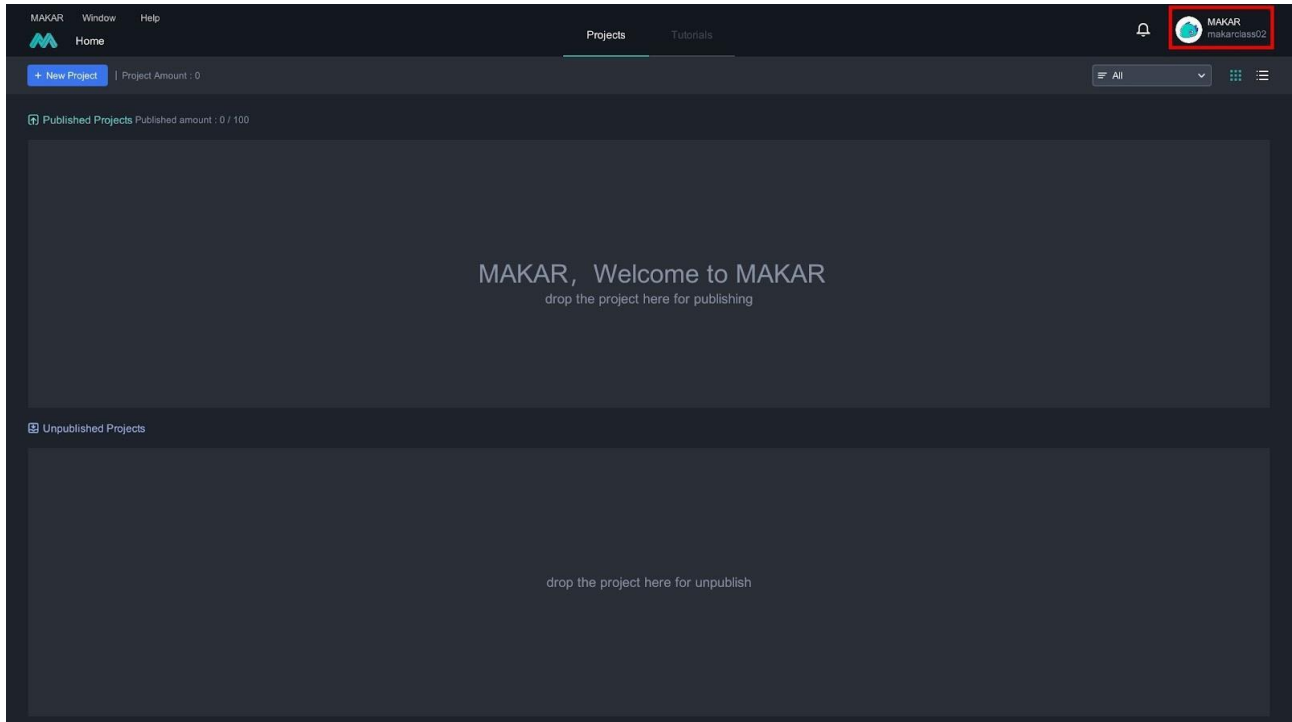 MAKAR Window Help
Home
Projects Tutorials
MAKAR
makarclass02
+ New Project | Project Amount : 0
All
Published Projects Published amount : 0 / 100
MAKAR，Welcome to MAKAR
drop the project here for publishing
Unpublished Projects
drop the project here for unpublish